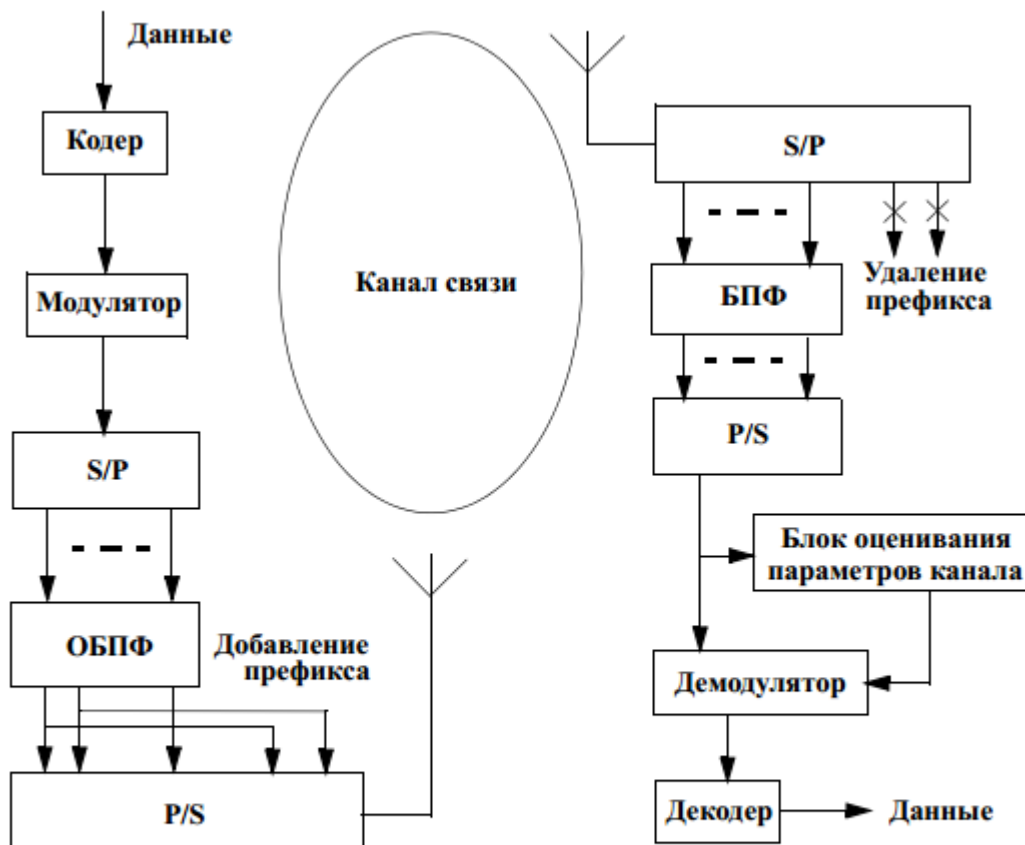 Данные
Кодер
Модулятор
S/P
ОБПФ
Добавление
префикса
P/S
Канал связи
S/P
Удаление
префикса
БПФ
P/S
Блок оценивания
параметров канала
Демодулятор
Декодер
Данные